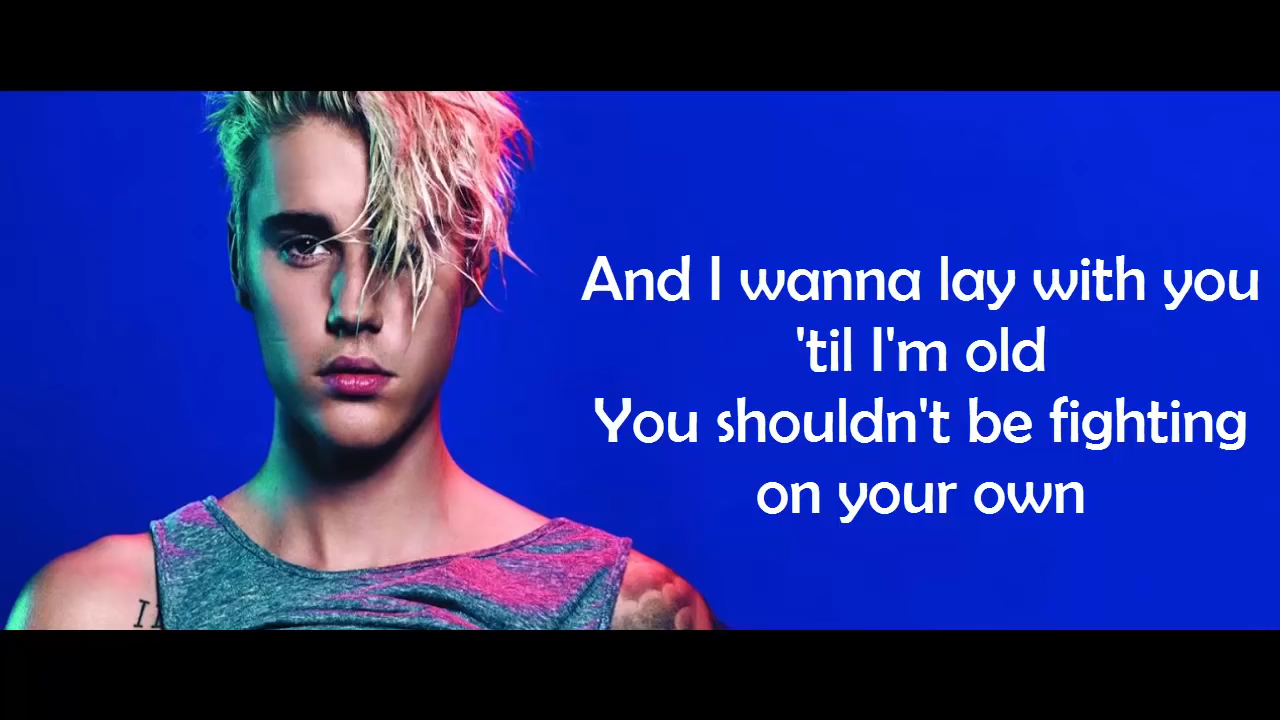 And I wanna lay with you
'til I'm old
You shouldn't be fighting
on your own